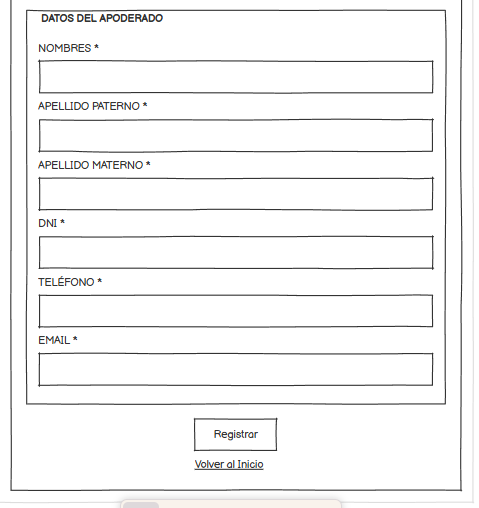 DATOS DEL APODERADO
NOMBRES *
APELLIDO PATERNO *
APELLIDO MATERNO *
DNI *
TELÉFONO *
EMAIL *
Registrar
Volver al Inicio